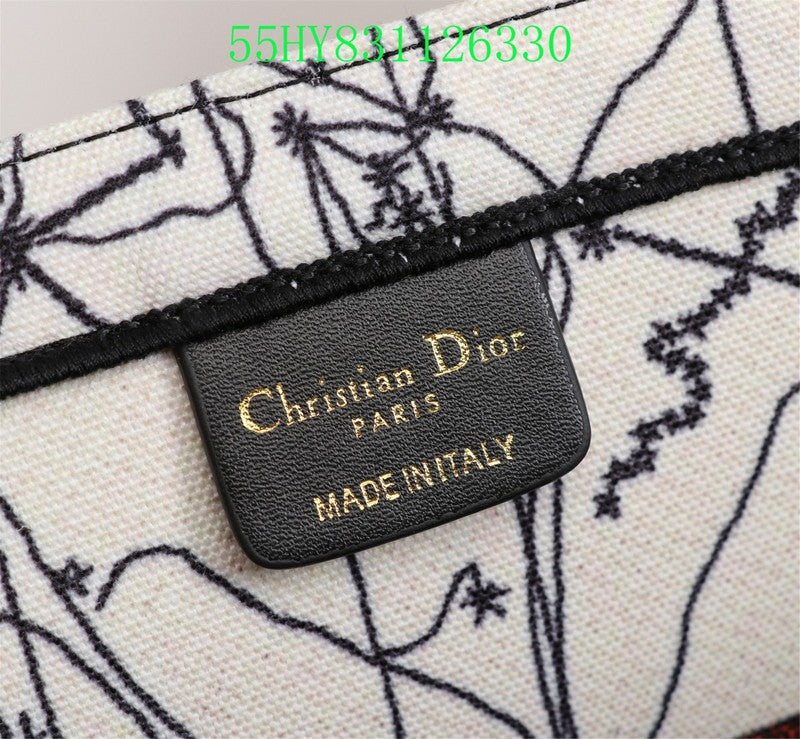 55HY831126330
Christian Dior
PARIS
MADE IN ITALY